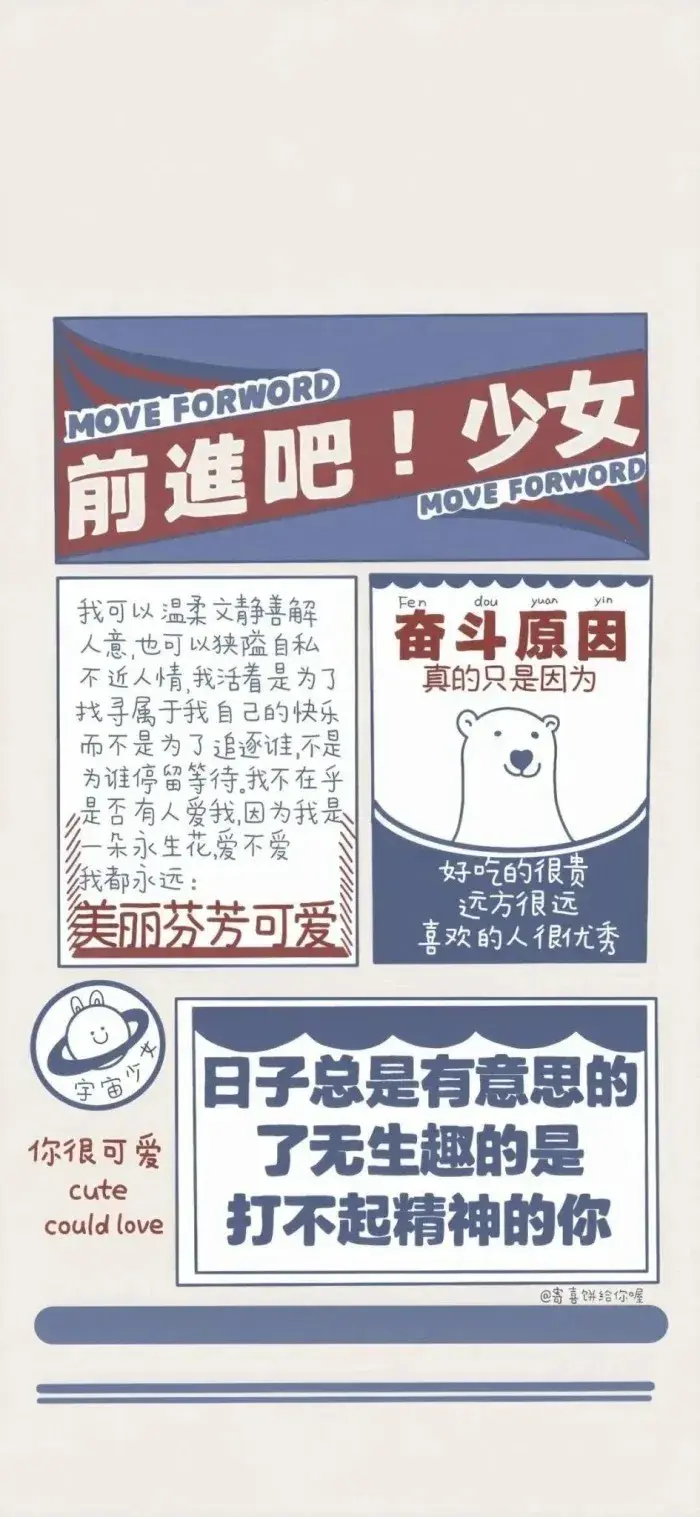 MOVE FORWORD
前進吧！少女
MOVE FORWORD
我可以温柔文静善解
人意,也可以狭隘自私
不近人情,我活着是为了
找寻属于我自己的快乐
而不是为了追逐谁,不是
为谁停留等待。我不在乎
是否有人爱我,因为我是
一朵永生花,爱不爱
我都永远:
美丽芬芳可爱
Fen dou yuan yin
奋斗原因
真的只是因为
好吃的很贵
远方很远
喜欢的人很优秀
宇宙少女
你很可爱
cute
could love
日子总是有意思的
了无生趣的是
打不起精神的你
@寄喜饼给你喔